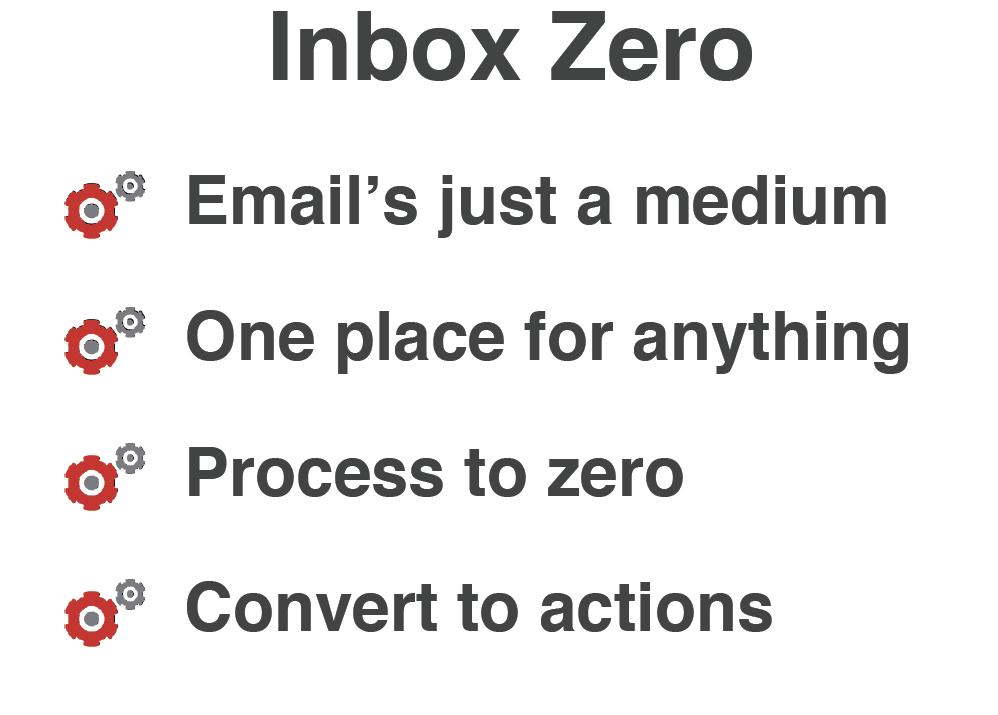 Inbox Zero
Email’s just a medium
One place for anything
Process to zero
Convert to actions